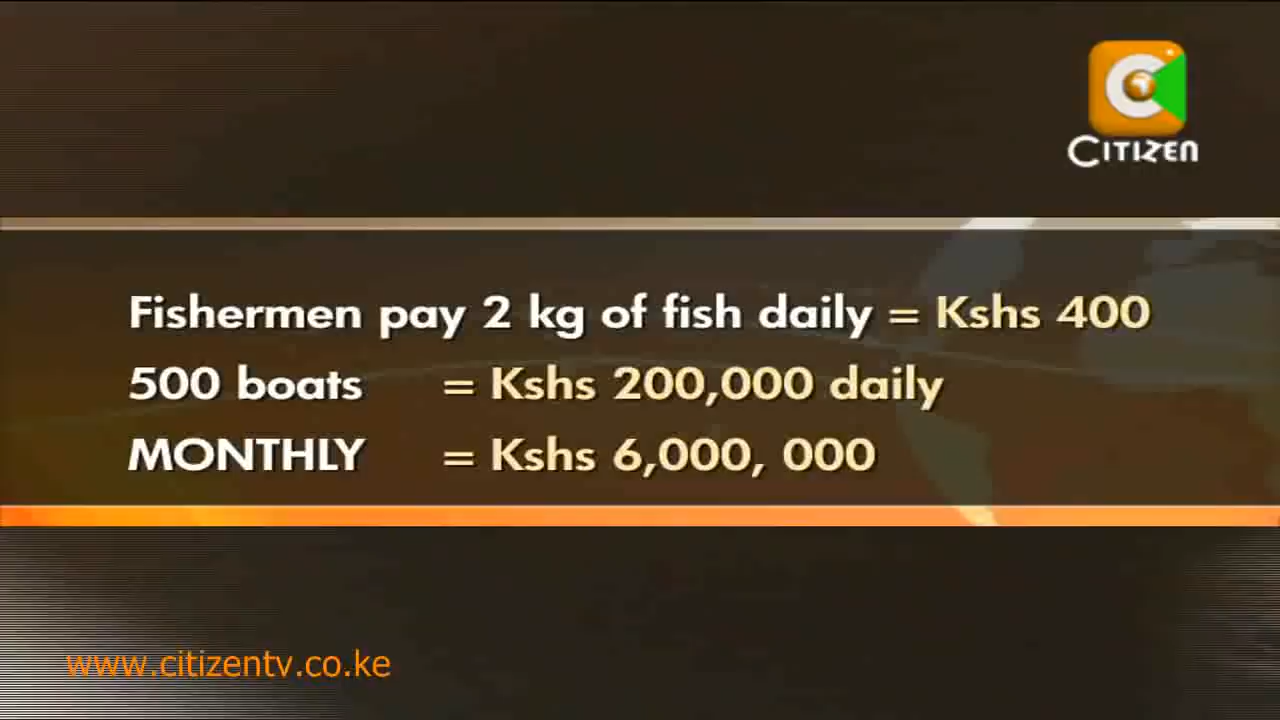 CITIZEN
Fishermen pay 2 kg of fish daily = Kshs 400
500 boats = Kshs 200,000 daily
MONTHLY = Kshs 6,000, 000
www.citizentv.co.ke